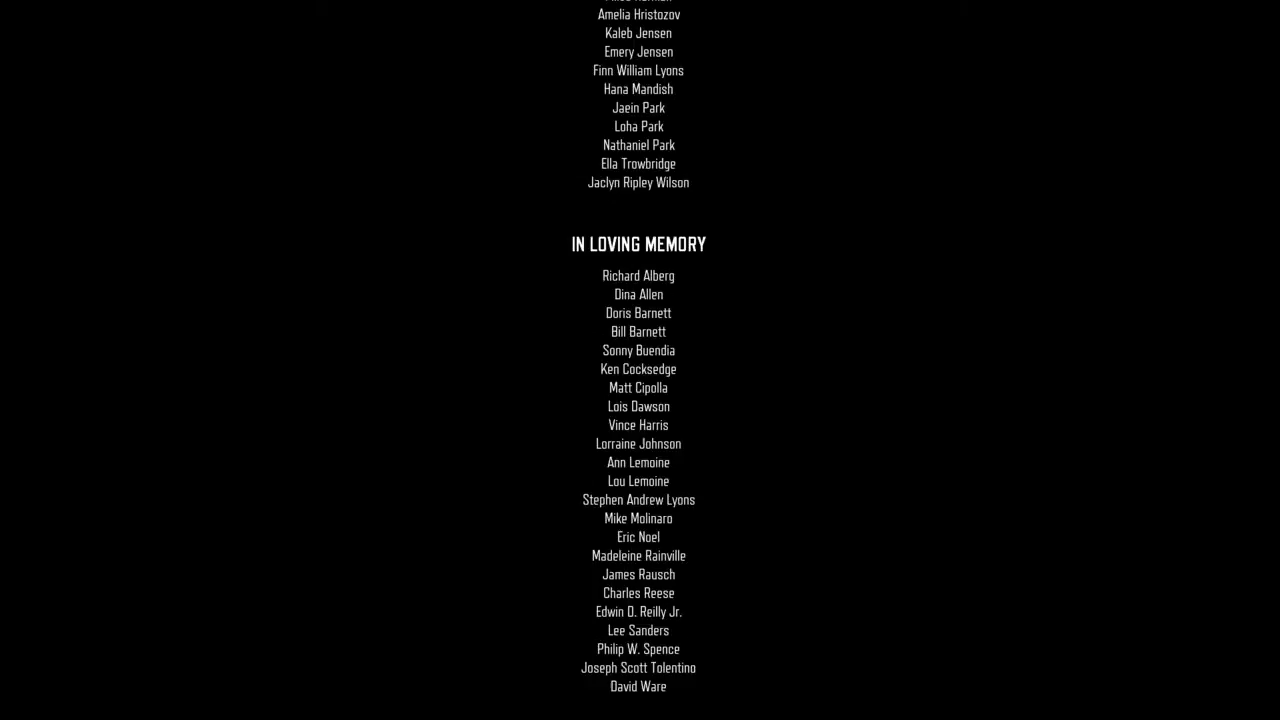 Amelia Hristozov
Kaleb Jensen
Emery Jensen
Finn William Lyons
Hana Mandish
Jaein Park
Loha Park
Nathaniel Park
Ella Trowbridge
Jaclyn Ripley Wilson
IN LOVING MEMORY
Richard Alberg
Dina Allen
Doris Barnett
Bill Barnett
Sonny Buendia
Ken Cocksedge
Matt Cipolla
Lois Dawson
Vince Harris
Lorraine Johnson
Ann Lemoine
Lou Lemoine
Stephen Andrew Lyons
Mike Molinaro
Eric Noel
Madeleine Rainville
James Rausch
Charles Reese
Edwin D. Reilly Jr.
Lee Sanders
Philip W. Spence
Joseph Scott Tolentino
David Ware